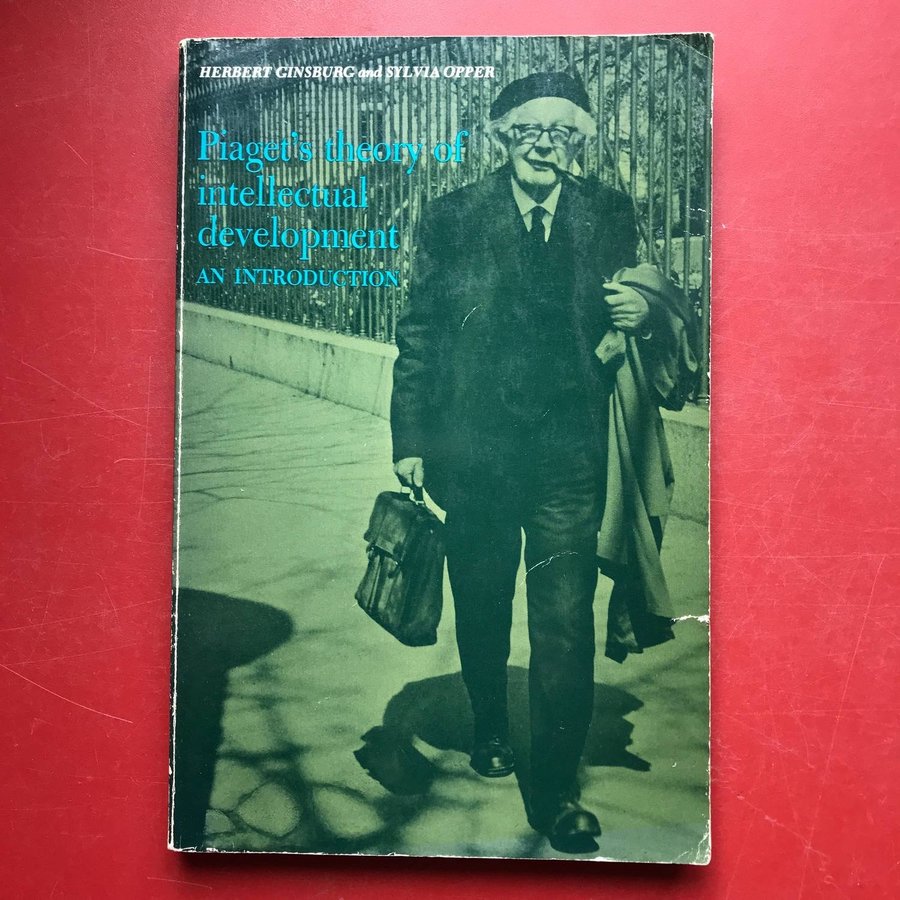 HERBERT GINSBURG and SYLVIA OPPER
Piaget's theory of
intellectual
development
AN INTRODUCTION